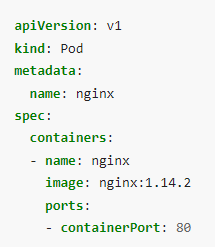 apiVersion: v1
kind: Pod
metadata:
  name: nginx
spec:
  containers:
  - name: nginx
    image: nginx:1.14.2
    ports:
    - containerPort: 80